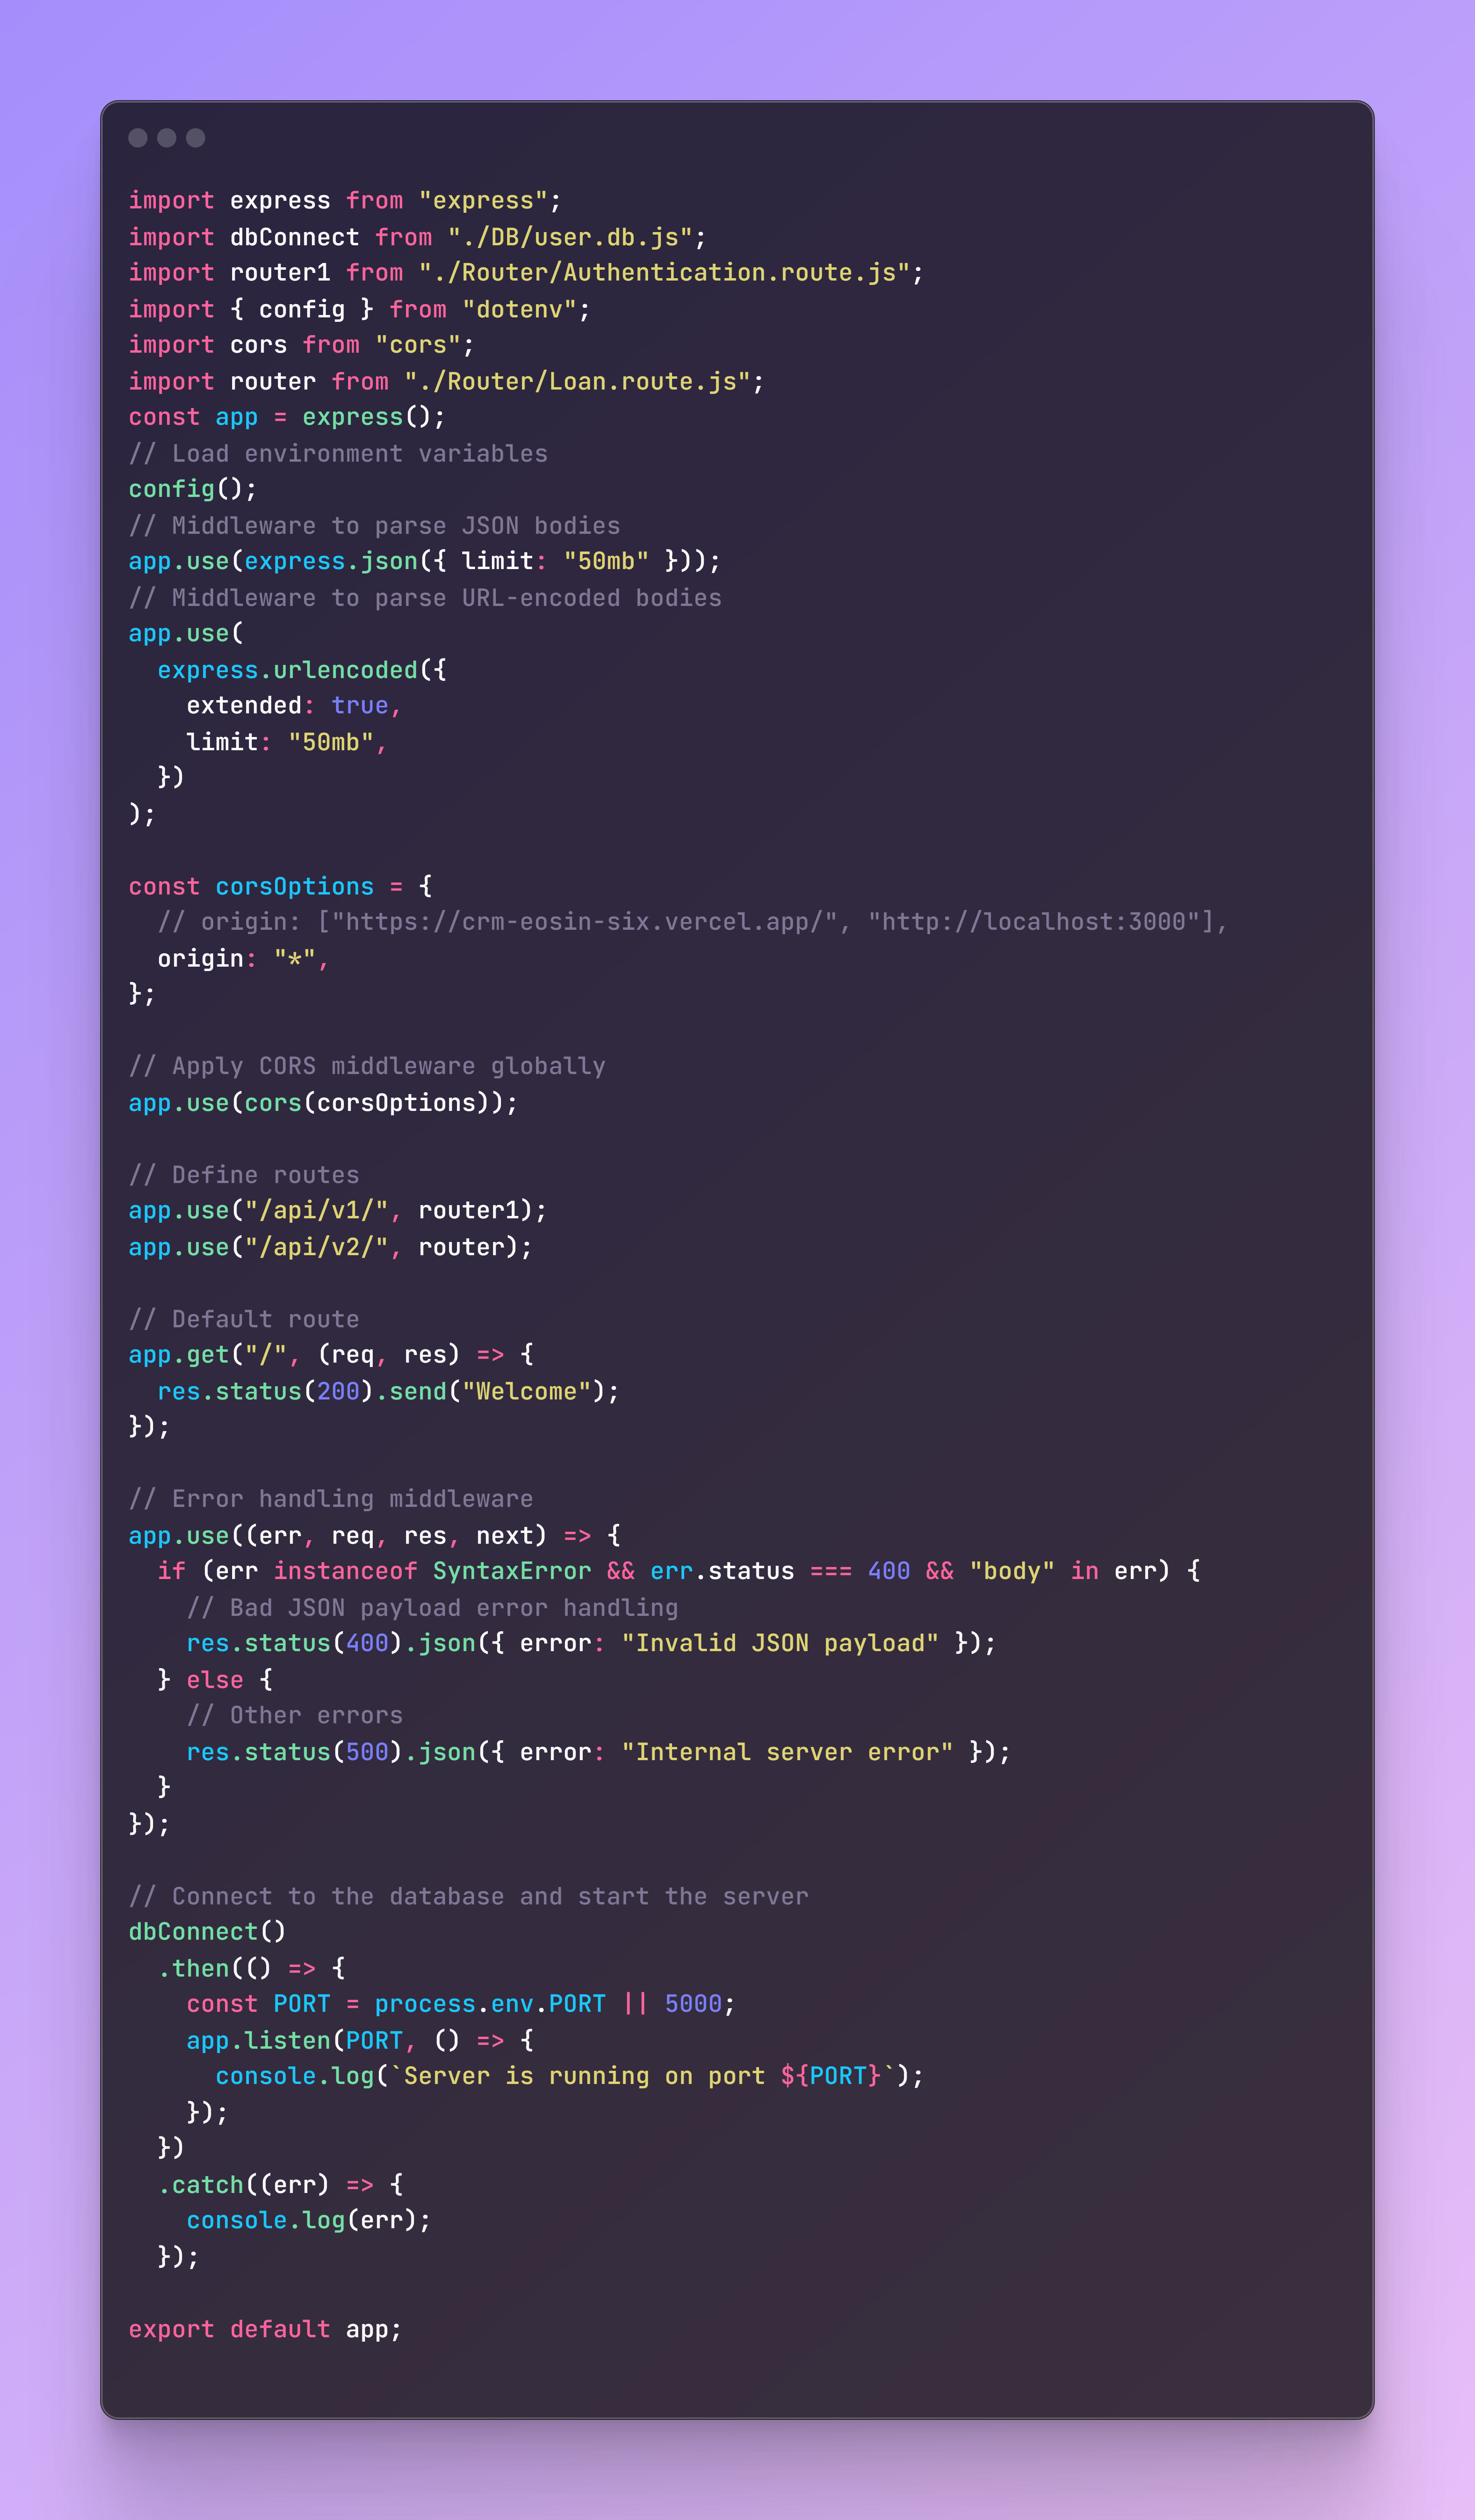 import express from "express";
import dbConnect from "./DB/user.db.js";
import router1 from "./Router/Authentication.route.js";
import { config } from "dotenv";
import cors from "cors";
import router from "./Router/Loan.route.js";
const app = express();
// Load environment variables
config();
// Middleware to parse JSON bodies
app.use(express.json({ limit: "50mb" }));
// Middleware to parse URL-encoded bodies
app.use(
  express.urlencoded({
    extended: true,
    limit: "50mb",
  })
);

const corsOptions = {
  // origin: ["https://crm-eosin-six.vercel.app/", "http://localhost:3000"],
  origin: "*",
};

// Apply CORS middleware globally
app.use(cors(corsOptions));

// Define routes
app.use("/api/v1/", router1);
app.use("/api/v2/", router);

// Default route
app.get("/", (req, res) => {
  res.status(200).send("Welcome");
});

// Error handling middleware
app.use((err, req, res, next) => {
  if (err instanceof SyntaxError && err.status === 400 && "body" in err) {
    // Bad JSON payload error handling
    res.status(400).json({ error: "Invalid JSON payload" });
  } else {
    // Other errors
    res.status(500).json({ error: "Internal server error" });
  }
});

// Connect to the database and start the server
dbConnect()
  .then(() => {
    const PORT = process.env.PORT || 5000;
    app.listen(PORT, () => {
      console.log(`Server is running on port ${PORT}`);
    });
  })
  .catch((err) => {
    console.log(err);
  });

export default app;